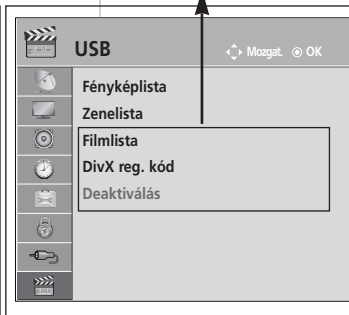 USB
Mozgat. OK
Fényképlista
Zenelista
Filmlista
DivX reg. kód
Deaktiválás